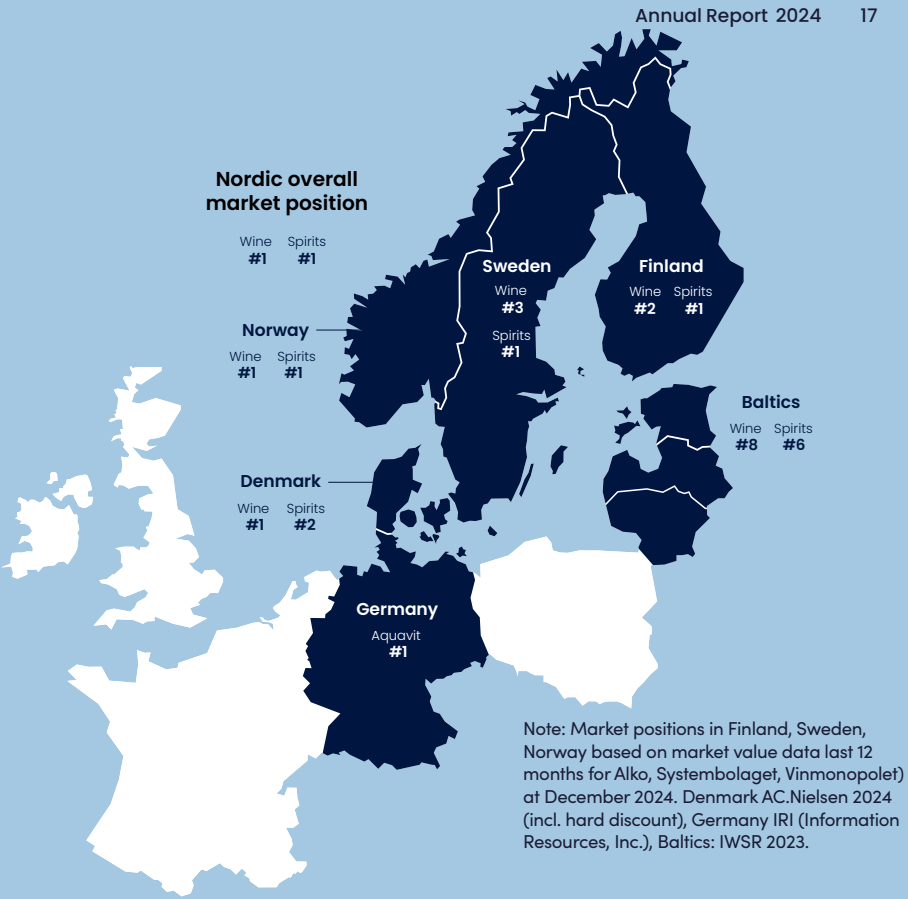 Annual Report 2024 17
Nordic overall
market position
Wine Spirits
#1 #1
Sweden
Wine
#3
Spirits
#1
Finland
Wine Spirits
#2 #1
Norway
Wine Spirits
#1 #1
Baltics
Wine Spirits
#8 #6
Denmark
Wine Spirits
#1 #2
Germany
Aquavit
#1
Note: Market positions in Finland, Sweden,
Norway based on market value data last 12
months for Alko, Systembolaget, Vinmonopolet)
at December 2024. Denmark AC.Nielsen 2024
(incl. hard discount), Germany IRI (Information
Resources, Inc.), Baltics: IWSR 2023.